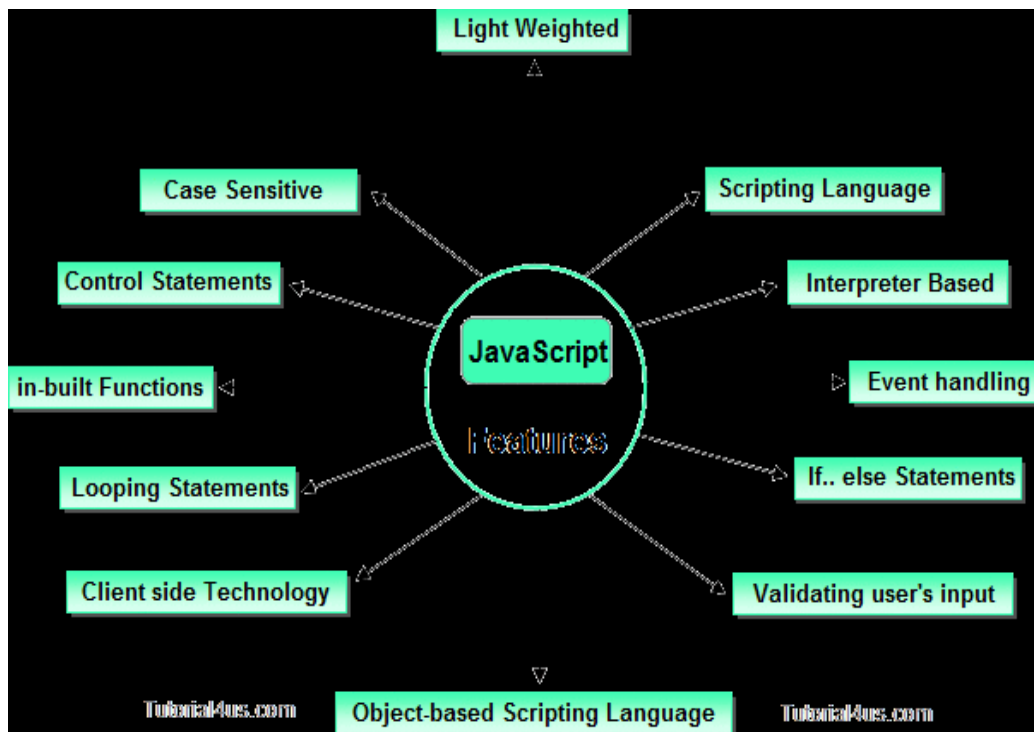 Light Weighted
Case Sensitive
Scripting Language
Control Statements
Interpreter Based
JavaScript
in-built Functions
Event handling
Features
Looping Statements
If.. else Statements
Client side Technology
Validating user's input
Tutorial4us.com
Object-based Scripting Language
Tutorial4us.com